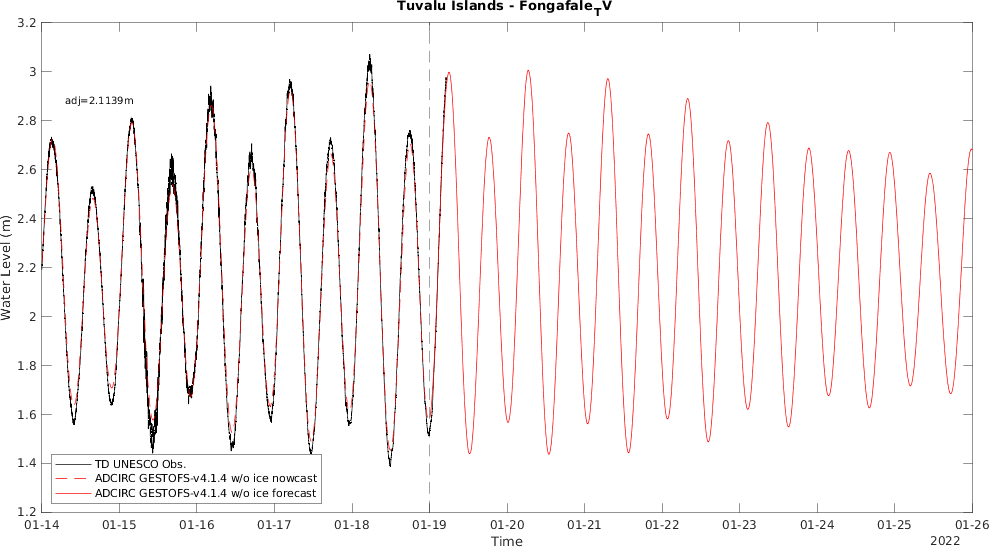 Tuvalu Islands - Fongafale_TV
3.2
3
2.8
2.6
2.4
2.2
2
1.8
1.6
1.4
1.2
Water Level (m)
adj=2.1139m
TD UNESCO Obs.
ADCIRC GESTOFS-v4.1.4 w/o ice nowcast
ADCIRC GESTOFS-v4.1.4 w/o ice forecast
01-14 01-15 01-16 01-17 01-18 01-19 01-20 01-21 01-22 01-23 01-24 01-25 01-26
Time
2022